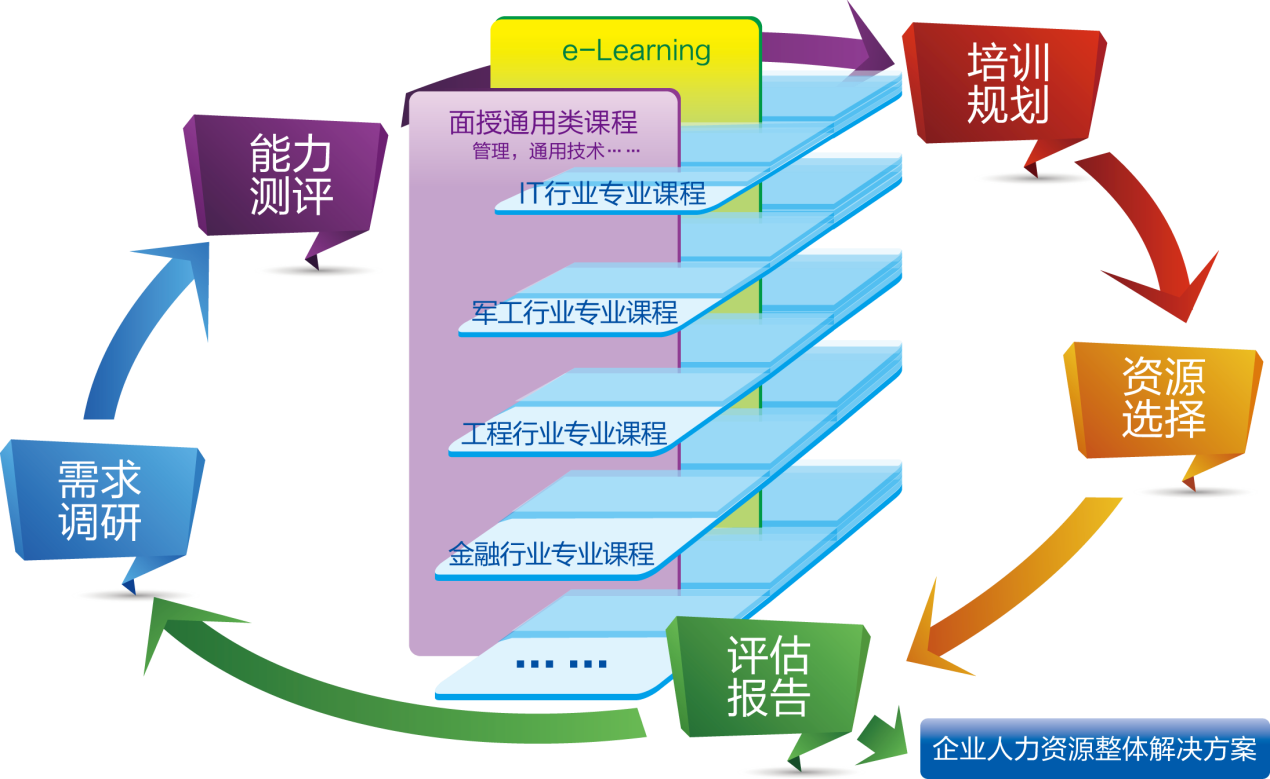 e-Learning
培训
规划
面授通用类课程
管理，通用技术……
能力
测评
IT行业专业课程
军工行业专业课程
资源
选择
工程行业专业课程
需求
调研
金融行业专业课程
……
评估
报告
企业人力资源整体解决方案